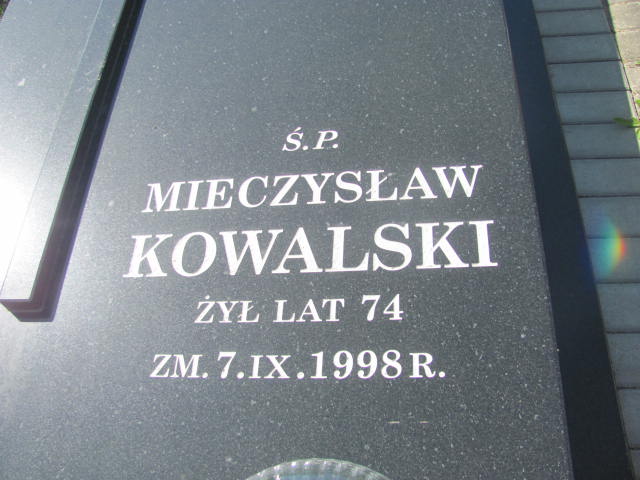 Ś.P.
MIECZYSŁAW
KOWALSKI
ŻYŁ LAT 74
ZM. 7.IX.1998 R.